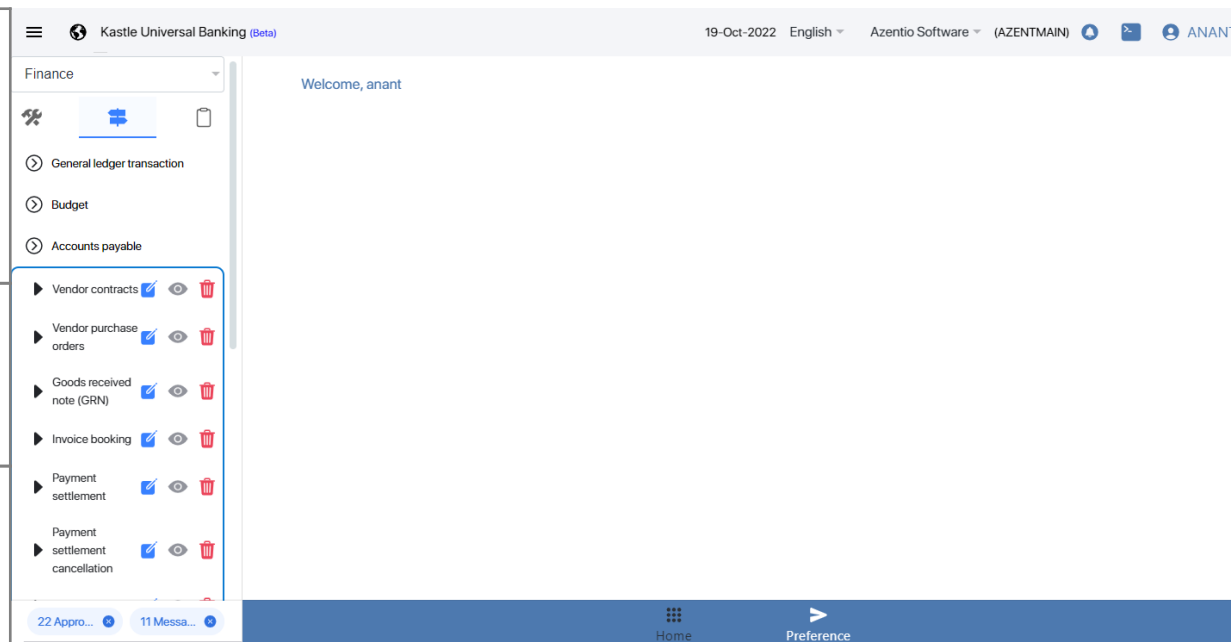 Kastle Universal Banking (Beta)
19-Oct-2022 English Azentio Software (AZENTMAIN) ANANT
Finance
Welcome, anant
General ledger transaction
Budget
Accounts payable
Vendor contracts
Vendor purchase
orders
Goods received
note (GRN)
Invoice booking
Payment
settlement
Payment
settlement
cancellation
22 Appro... 11 Messa...
Home Preference